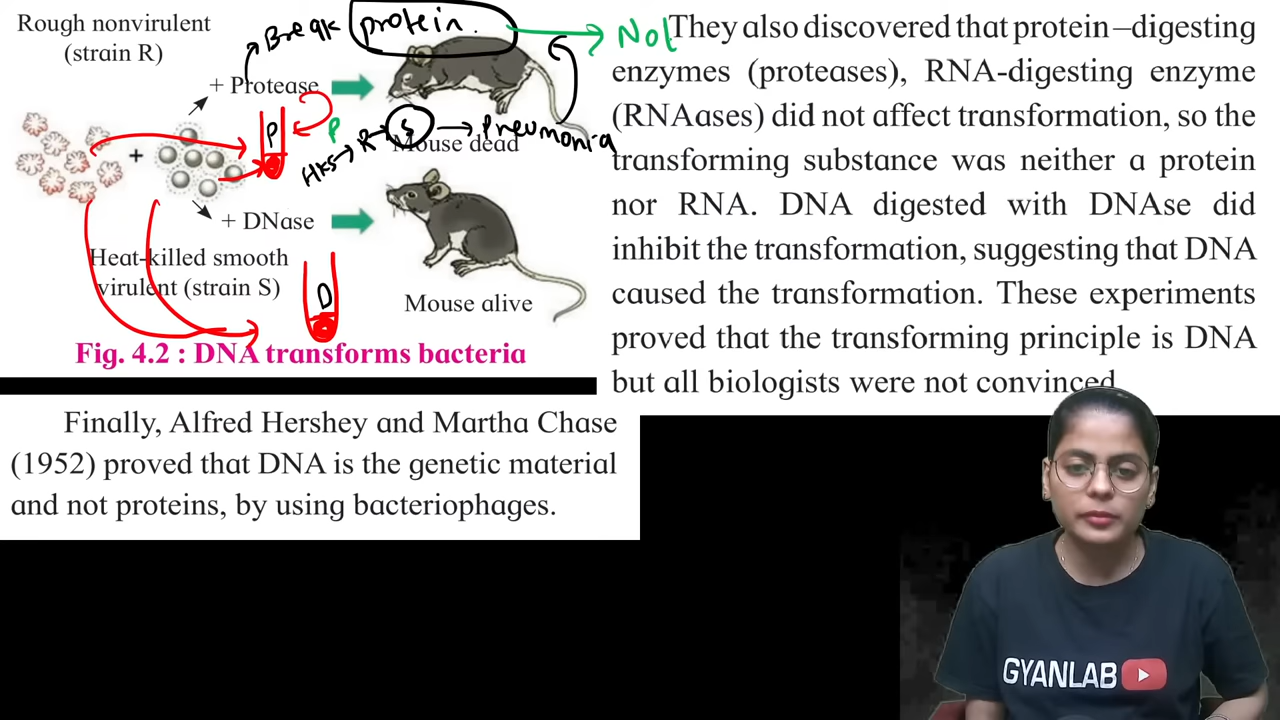 Rough nonvirulent
(strain R)
Break protein.
Not
+ Protease
P
P
HKS → R → S → Pneumonia
Mouse dead
+
+ DNase
Heat-killed smooth
virulent (strain S)
D
Mouse alive
Fig. 4.2 : DNA transforms bacteria
They also discovered that protein–digesting
enzymes (proteases), RNA-digesting enzyme
(RNAases) did not affect transformation, so the
transforming substance was neither a protein
nor RNA. DNA digested with DNAse did
inhibit the transformation, suggesting that DNA
caused the transformation. These experiments
proved that the transforming principle is DNA
but all biologists were not convinced
Finally, Alfred Hershey and Martha Chase
(1952) proved that DNA is the genetic material
and not proteins, by using bacteriophages.
GYANLAB